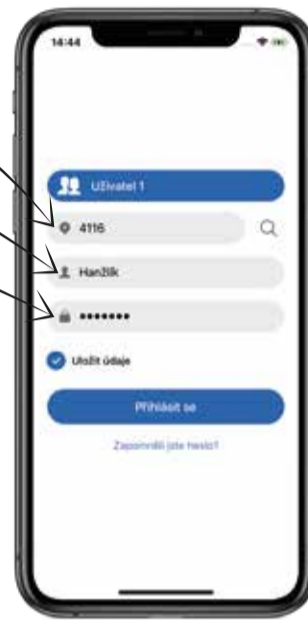 14:44
Uživatel 1
4116
Hanžlík
•••••••
Uložit údaje
Přihlásit se
Zapomněli jste heslo?